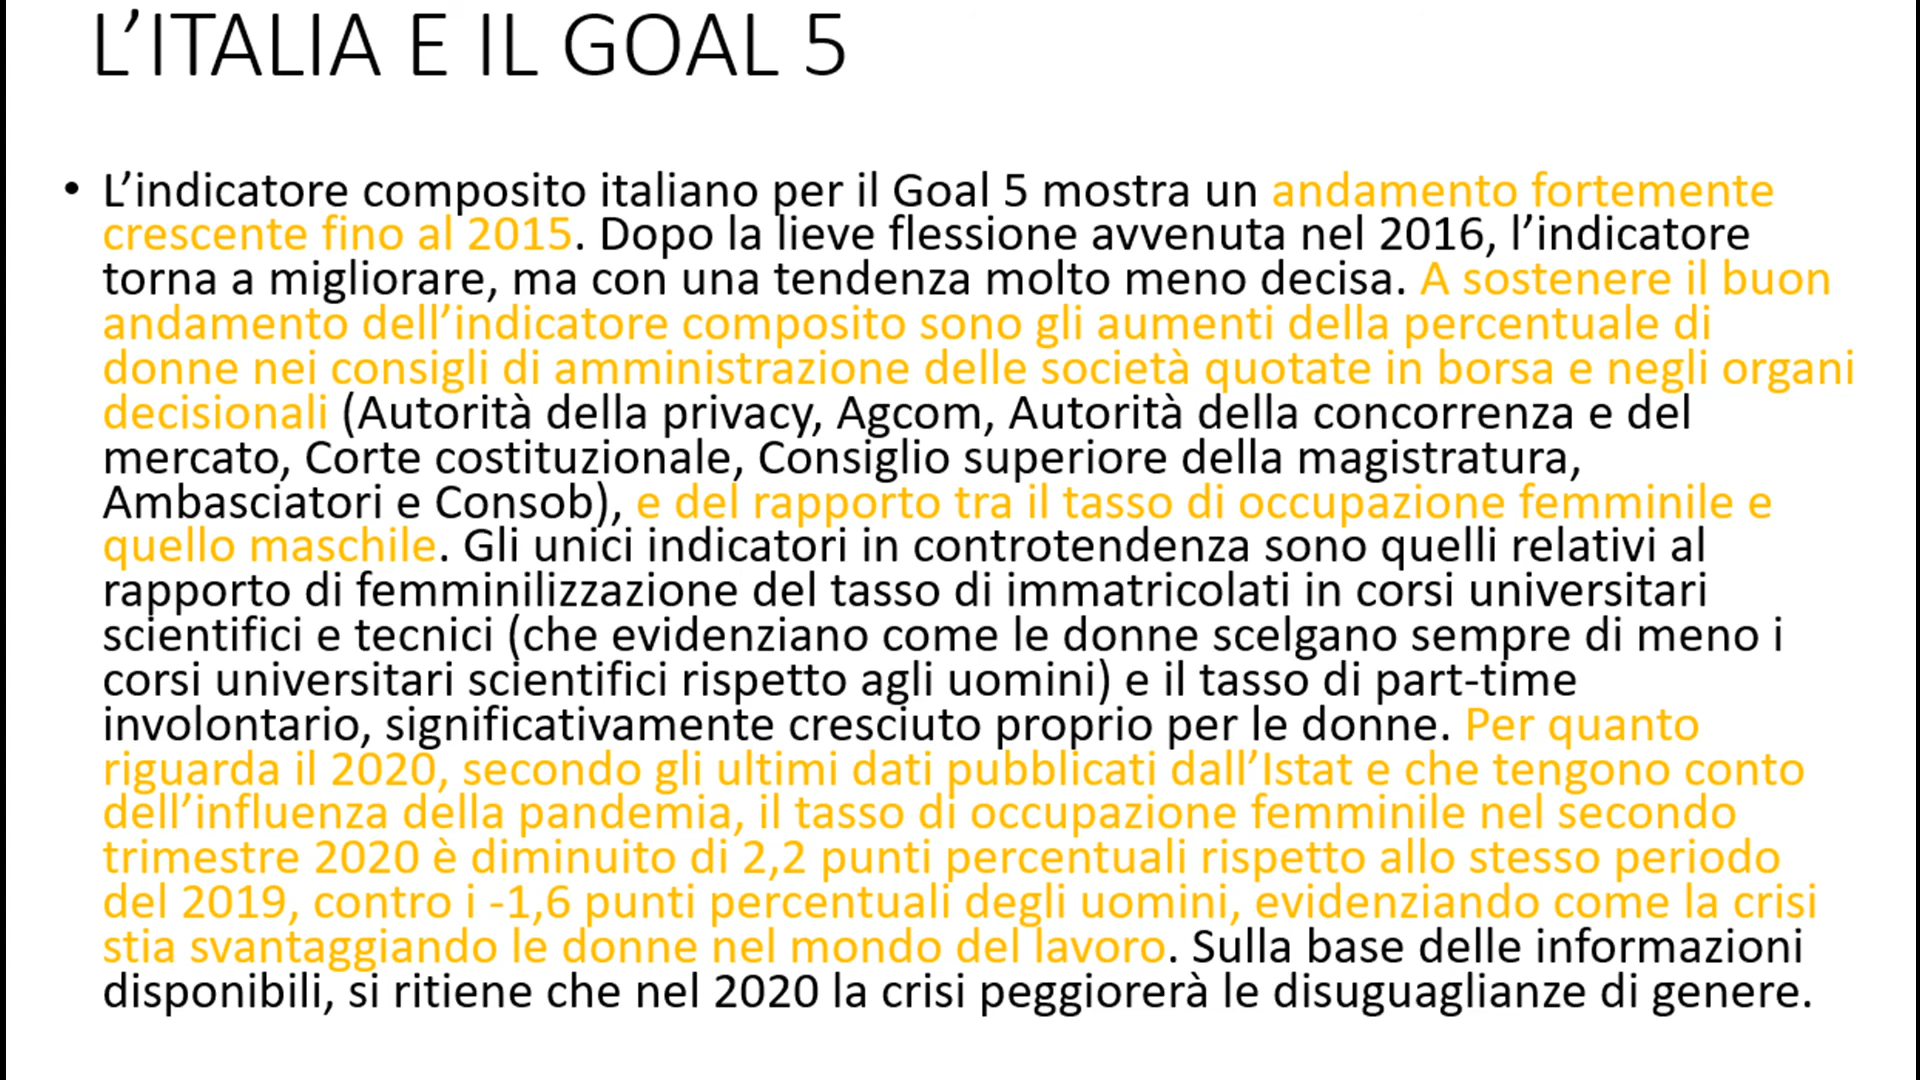 L’ITALIA E IL GOAL 5
• L’indicatore composito italiano per il Goal 5 mostra un andamento fortemente
crescente fino al 2015. Dopo la lieve flessione avvenuta nel 2016, l’indicatore
torna a migliorare, ma con una tendenza molto meno decisa. A sostenere il buon
andamento dell’indicatore composito sono gli aumenti della percentuale di
donne nei consigli di amministrazione delle società quotate in borsa e negli organi
decisionali (Autorità della privacy, Agcom, Autorità della concorrenza e del
mercato, Corte costituzionale, Consiglio superiore della magistratura,
Ambasciatori e Consob), e del rapporto tra il tasso di occupazione femminile e
quello maschile. Gli unici indicatori in controtendenza sono quelli relativi al
rapporto di femminilizzazione del tasso di immatricolati in corsi universitari
scientifici e tecnici (che evidenziano come le donne scelgano sempre di meno i
corsi universitari scientifici rispetto agli uomini) e il tasso di part-time
involontario, significativamente cresciuto proprio per le donne. Per quanto
riguarda il 2020, secondo gli ultimi dati pubblicati dall’Istat e che tengono conto
dell’influenza della pandemia, il tasso di occupazione femminile nel secondo
trimestre 2020 è diminuito di 2,2 punti percentuali rispetto allo stesso periodo
del 2019, contro i -1,6 punti percentuali degli uomini, evidenziando come la crisi
stia svantaggiando le donne nel mondo del lavoro. Sulla base delle informazioni
disponibili, si ritiene che nel 2020 la crisi peggiorerà le disuguaglianze di genere.